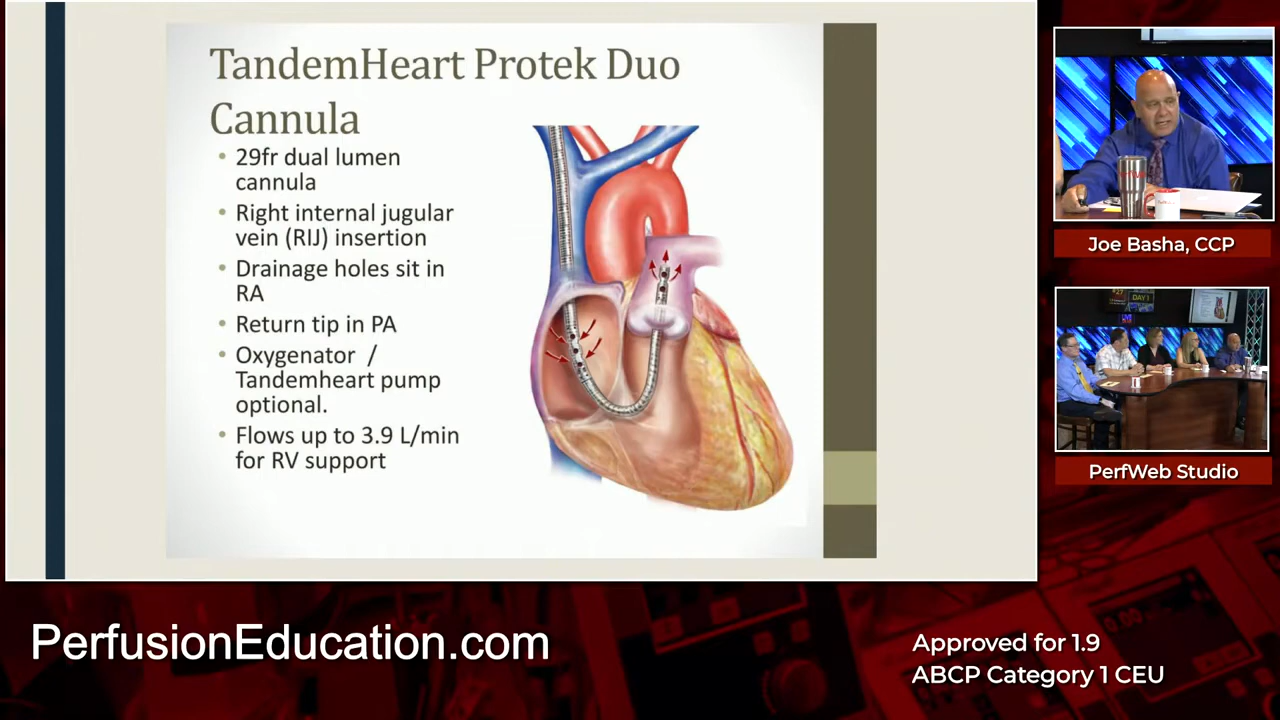 TandemHeart Protek Duo
Cannula
• 29fr dual lumen
cannula
• Right internal jugular
vein (RIJ) insertion
• Drainage holes sit in
RA
• Return tip in PA
• Oxygenator /
Tandemheart pump
optional.
• Flows up to 3.9 L/min
for RV support
Joe Basha, CCP
DAY 1
PerfWeb Studio
PerfusionEducation.com
Approved for 1.9
ABCP Category 1 CEU